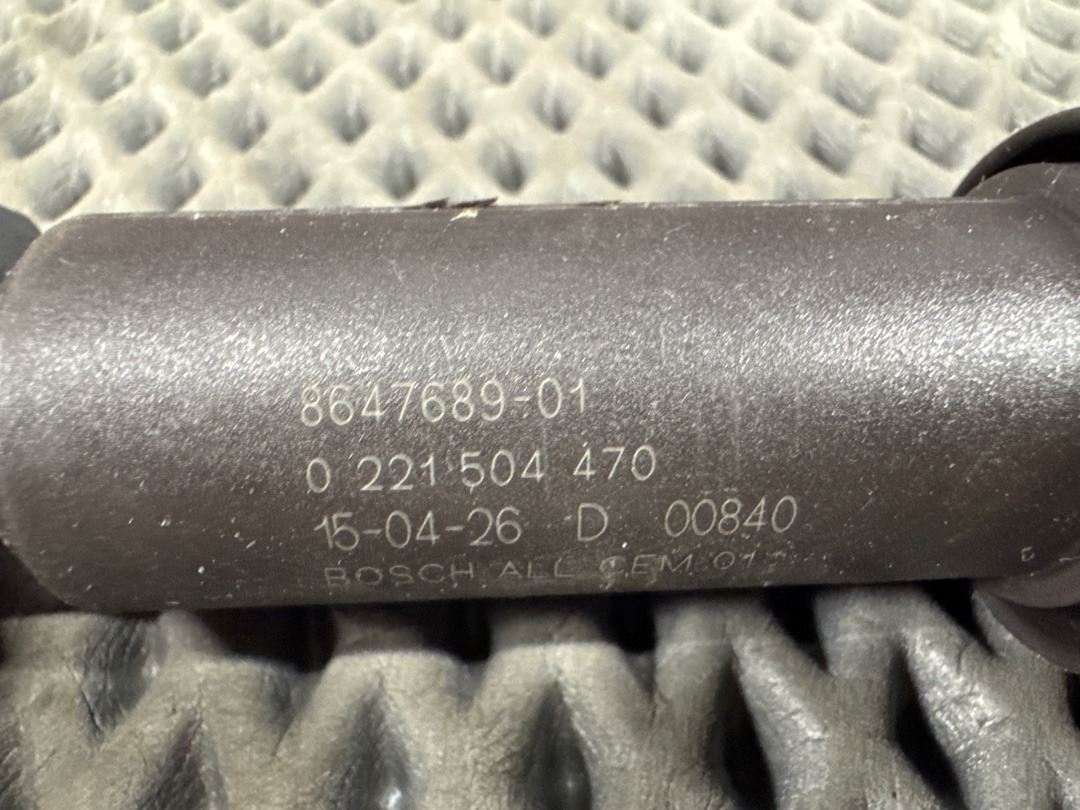 8647689-01
0 221 504 470
15-04-26 D 00840
BOSCH ALL